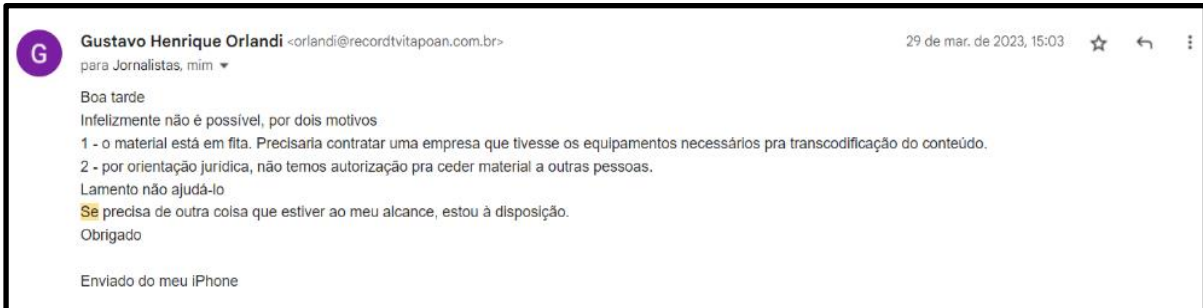 G
Gustavo Henrique Orlandi <orlandi@recordtvitapoan.com.br>
29 de mar. de 2023, 15:03
para Jornalistas, mim
Boa tarde
Infelizmente não é possível, por dois motivos
1 - o material está em fita. Precisaria contratar uma empresa que tivesse os equipamentos necessários pra transcodificação do conteúdo.
2 - por orientação jurídica, não temos autorização pra ceder material a outras pessoas.
Lamento não ajudá-lo
Se precisa de outra coisa que estiver ao meu alcance, estou à disposição.
Obrigado
Enviado do meu iPhone